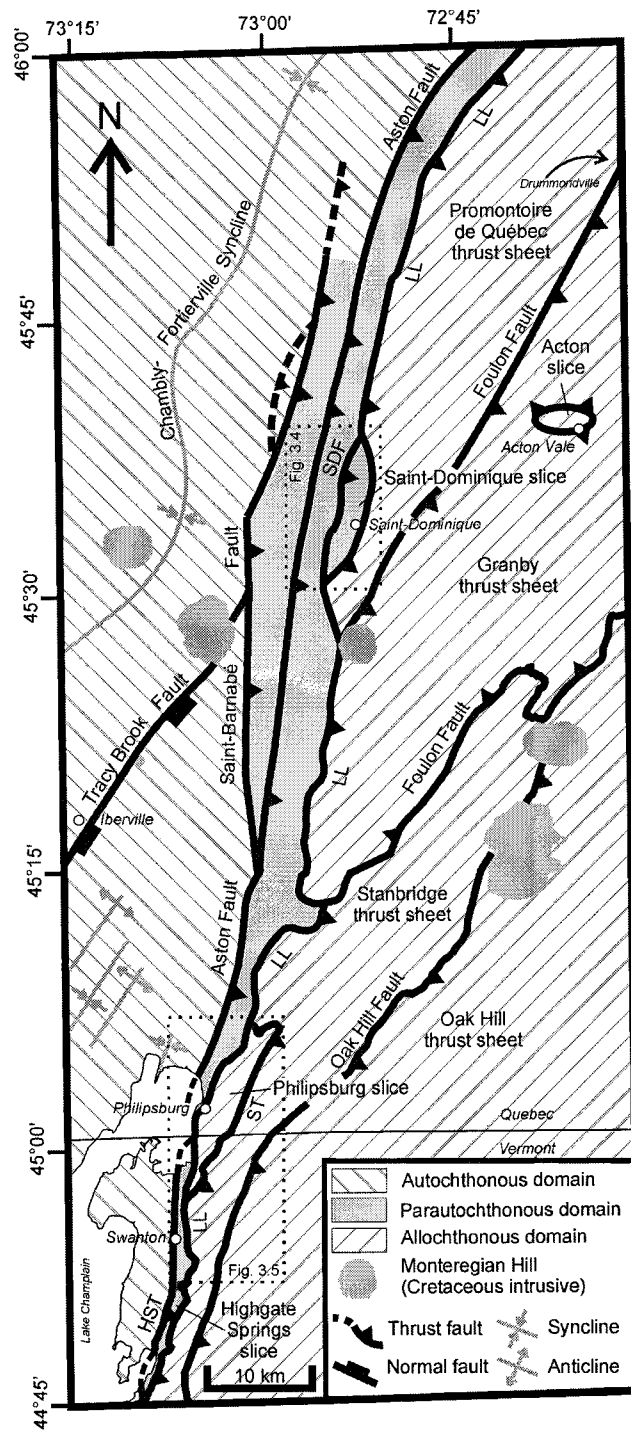 73°15'
73°00'
72°45'
46°00'
45°45'
45°30'
45°15'
45°00'
44°45'
N
Aston Fault
LL
Drummondville
Promontoire
de Québec
thrust sheet
LL
Chambly-
Fortierville Syncline
Foulon Fault
Acton
slice
Acton Vale
Fig. 3.4
SDF
Saint-Dominique slice
Saint-Dominique
Granby
thrust sheet
Saint-Barnabé
Fault
Tracy Brook
Fault
Iberville
LL
Foulon Fault
Stanbridge
thrust sheet
Aston Fault
LL
Oak Hill Fault
Oak Hill
thrust sheet
Philipsburg slice
Philipsburg
ST
Quebec
Vermont
LL
Swanton
Fig. 3.5
Lake Champlain
HST
Highgate
Springs
slice
10 km
Autochthonous domain
Parautochthonous domain
Allochthonous domain
Monteregian Hill
(Cretaceous intrusive)
Thrust fault
Syncline
Normal fault
Anticline